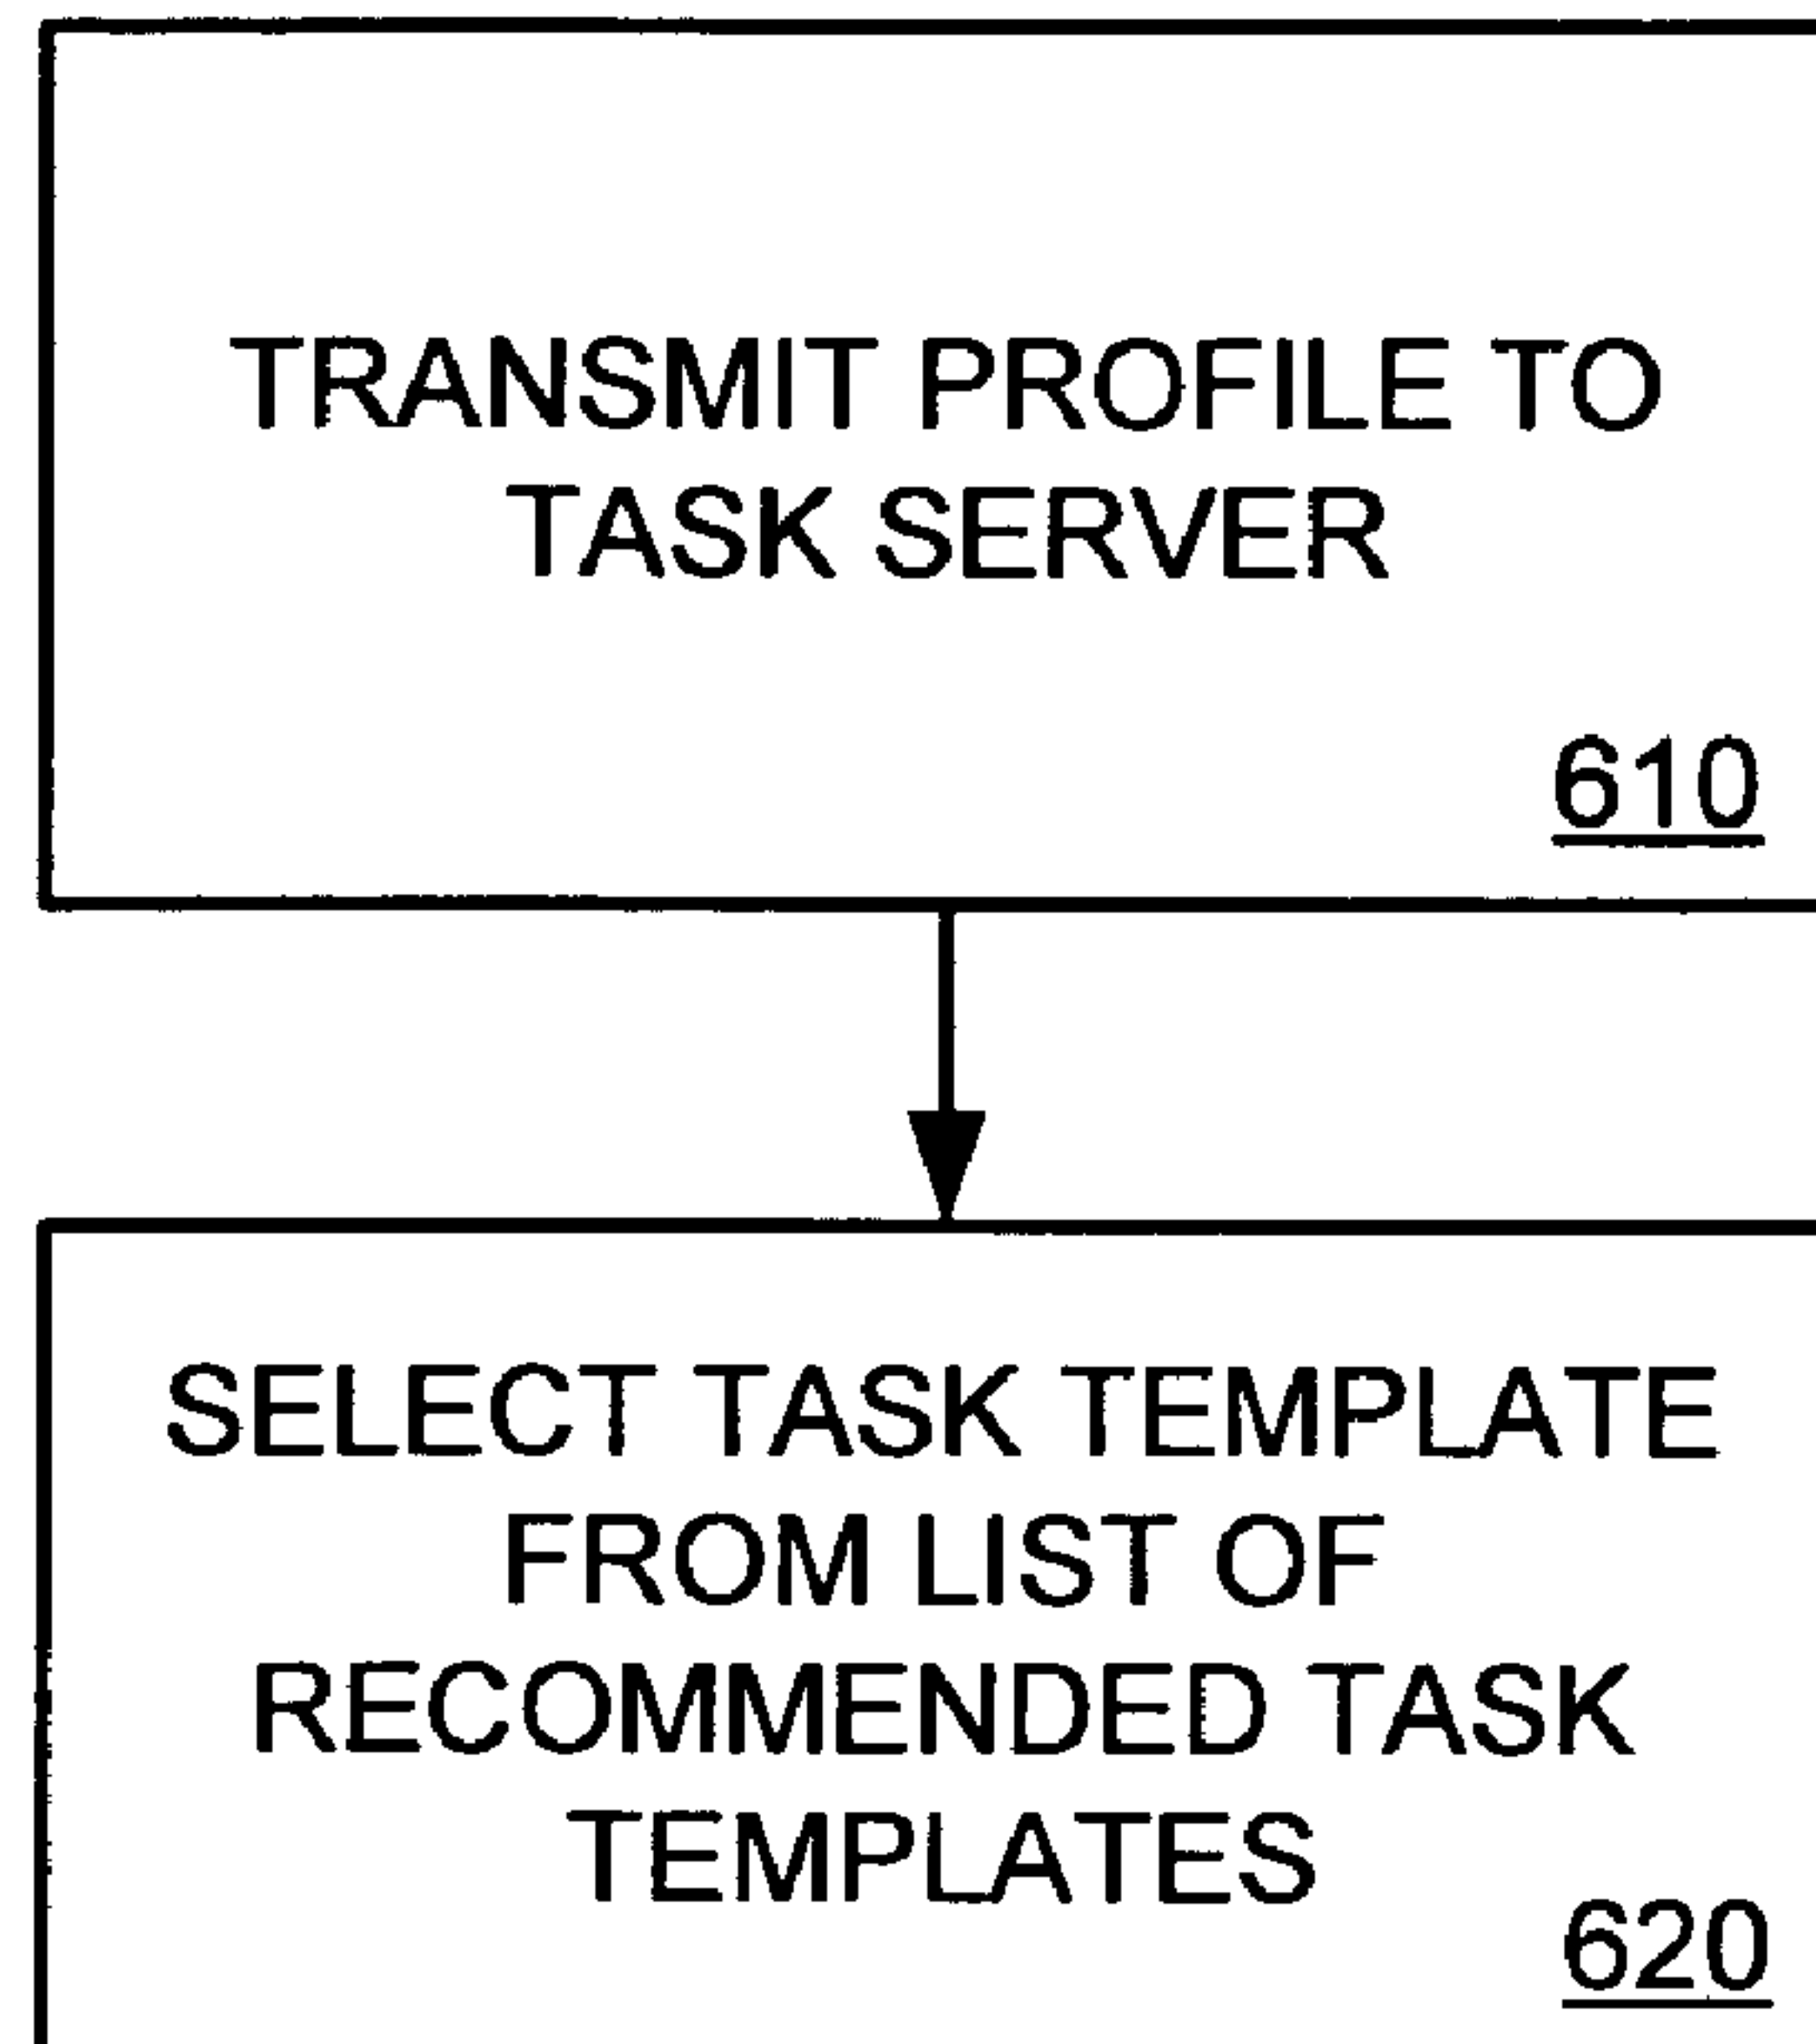 TRANSMIT PROFILE TO
TASK SERVER
610
SELECT TASK TEMPLATE
FROM LIST OF
RECOMMENDED TASK
TEMPLATES
620